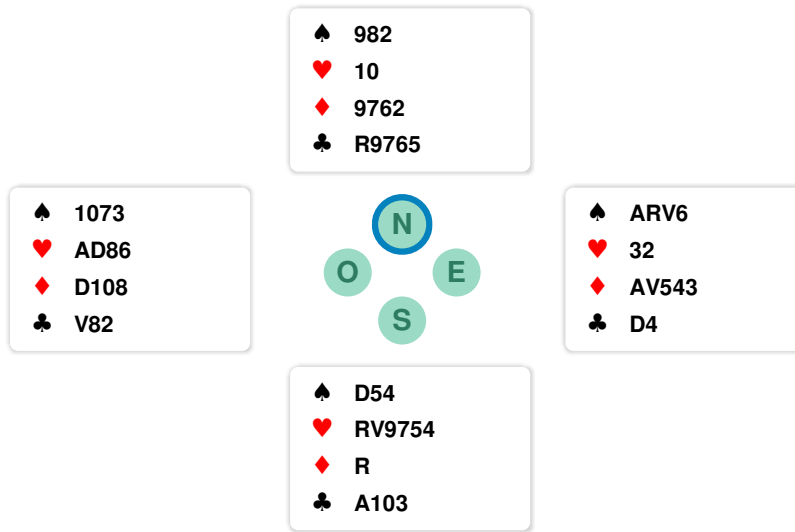 ♠ 982
♥ 10
♦ 9762
♣ R9765
♠ 1073
♥ AD86
♦ D108
♣ V82
N
O E
S
♠ ARV6
♥ 32
♦ AV543
♣ D4
♠ D54
♥ RV9754
♦ R
♣ A103